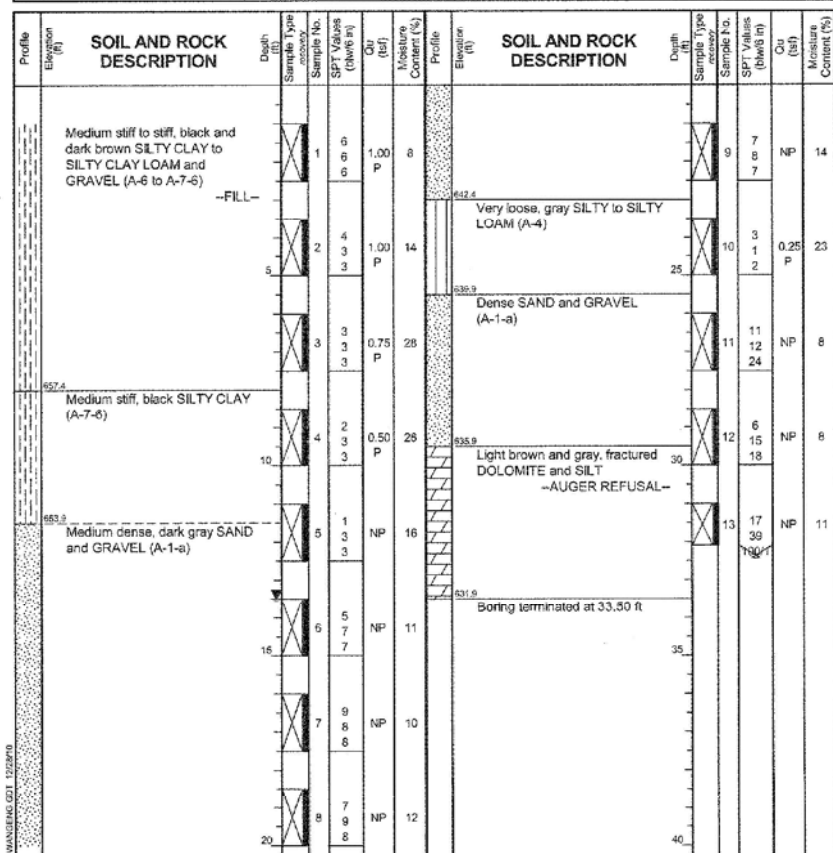 Profile
Elevation (ft)
SOIL AND ROCK DESCRIPTION
Depth (ft)
Sample Type recovery
Sample No.
SPT Values (blw/6 in)
Qu (tsf)
Moisture Content (%)
Profile
Elevation (ft)
SOIL AND ROCK DESCRIPTION
Depth (ft)
Sample Type recovery
Sample No.
SPT Values (blw/6 in)
Qu (tsf)
Moisture Content (%)
Medium stiff to stiff, black and
dark brown SILTY CLAY to
SILTY CLAY LOAM and
GRAVEL (A-6 to A-7-6)
--FILL--
1
6
6
6
1.00 P
8
5
2
4
3
3
1.00 P
14
3
3
3
3
0.75 P
28
657.4
Medium stiff, black SILTY CLAY
(A-7-6)
10
4
2
3
3
0.50 P
26
653.9
Medium dense, dark gray SAND
and GRAVEL (A-1-a)
5
1
3
3
NP
16
15
6
5
7
7
NP
11
7
9
8
8
NP
10
20
8
7
9
8
NP
12
9
7
8
7
NP
14
642.4
Very loose, gray SILTY to SILTY
LOAM (A-4)
25
10
3
1
2
0.25 P
23
639.9
Dense SAND and GRAVEL
(A-1-a)
11
11
12
24
NP
8
635.9
Light brown and gray, fractured
DOLOMITE and SILT
--AUGER REFUSAL--
30
12
6
15
18
NP
8
13
17
39
NP
11
631.9
Boring terminated at 33.50 ft
35
40
WANGENG.GDT 12/28/10